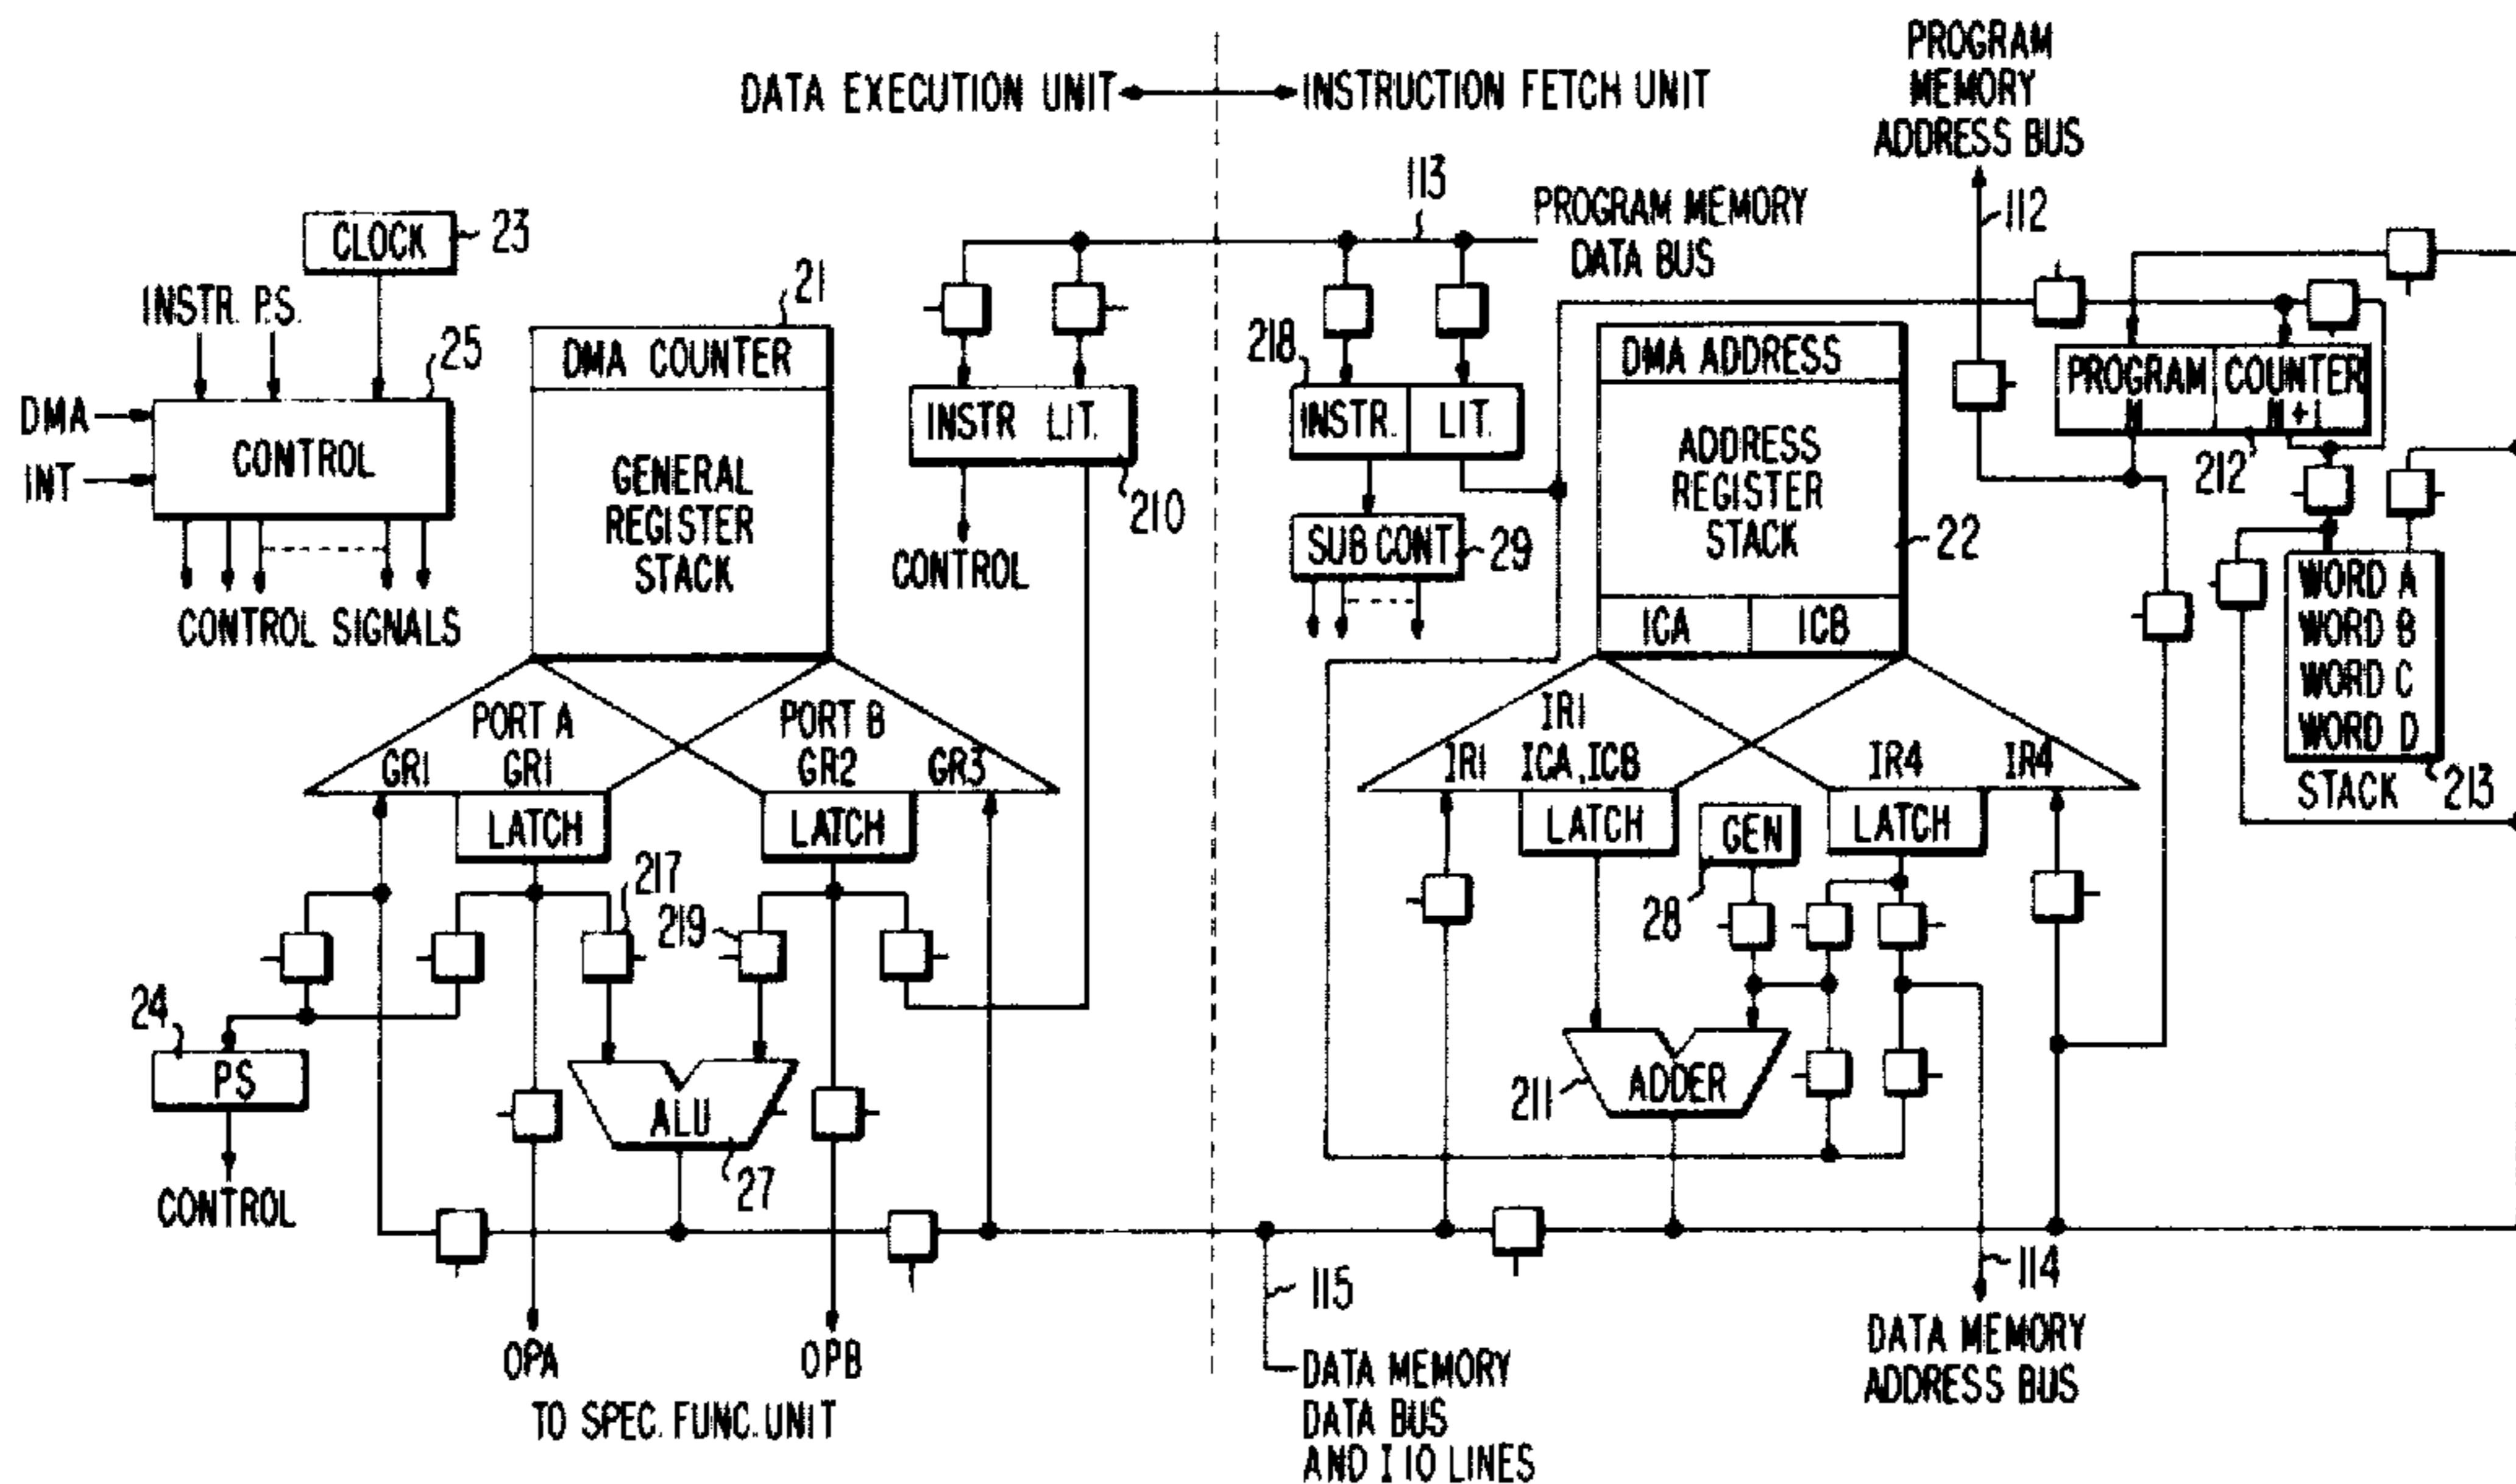 PROGRAM
MEMORY
ADDRESS BUS
DATA EXECUTION UNIT
INSTRUCTION FETCH UNIT
113
PROGRAM MEMORY
DATA BUS
112
CLOCK
23
INSTR. P.S.
25
21
DMA
INT
CONTROL
CONTROL SIGNALS
DMA COUNTER
GENERAL
REGISTER
STACK
INSTR LIT.
210
CONTROL
218
INSTR.
LIT.
SUB CONT
29
DMA ADDRESS
ADDRESS
REGISTER
STACK
22
ICA
ICB
PROGRAM
COUNTER
N
N+1
212
WORD A
WORD B
WORD C
WORD D
STACK
213
PORT A
GR1
GR1
PORT B
GR2
GR3
LATCH
LATCH
IR1
IR1
ICA, ICB
IR4
IR4
LATCH
GEN
LATCH
28
217
219
24
PS
CONTROL
ALU
27
211
ADDER
OPA
OPB
TO SPEC. FUNC. UNIT
115
DATA MEMORY
DATA BUS
AND I 10 LINES
114
DATA MEMORY
ADDRESS BUS